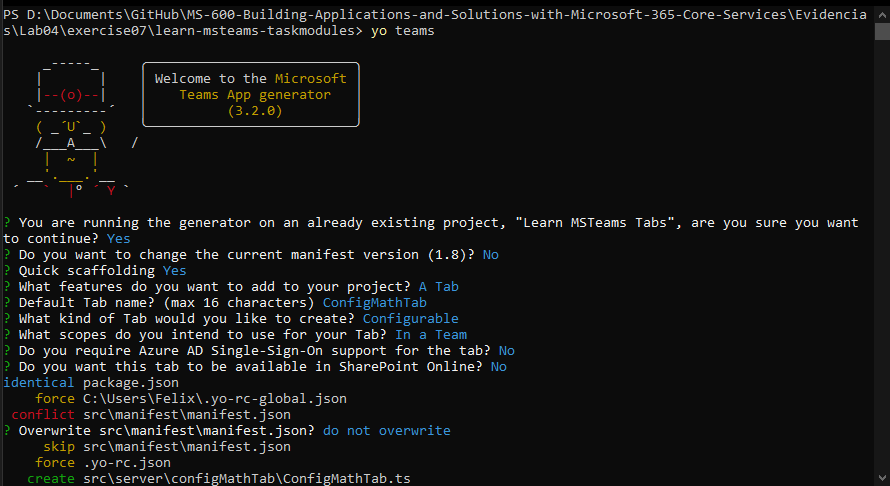 PS D:\Documents\GitHub\MS-600-Building-Applications-and-Solutions-with-Microsoft-365-Core-Services\Evidencia
s\Lab04\exercise07\learn-msteams-taskmodules> yo teams
Welcome to the Microsoft
Teams App generator
(3.2.0)
? You are running the generator on an already existing project, "Learn MSTeams Tabs", are you sure you want
to continue? Yes
? Do you want to change the current manifest version (1.8)? No
? Quick scaffolding Yes
? What features do you want to add to your project? A Tab
? Default Tab name? (max 16 characters) ConfigMathTab
? What kind of Tab would you like to create? Configurable
? What scopes do you intend to use for your Tab? In a Team
? Do you require Azure AD Single-Sign-On support for the tab? No
? Do you want this tab to be available in SharePoint Online? No
identical package.json
force C:\Users\Felix\.yo-rc-global.json
conflict src\manifest\manifest.json
? Overwrite src\manifest\manifest.json? do not overwrite
skip src\manifest\manifest.json
force .yo-rc.json
create src\server\configMathTab\ConfigMathTab.ts